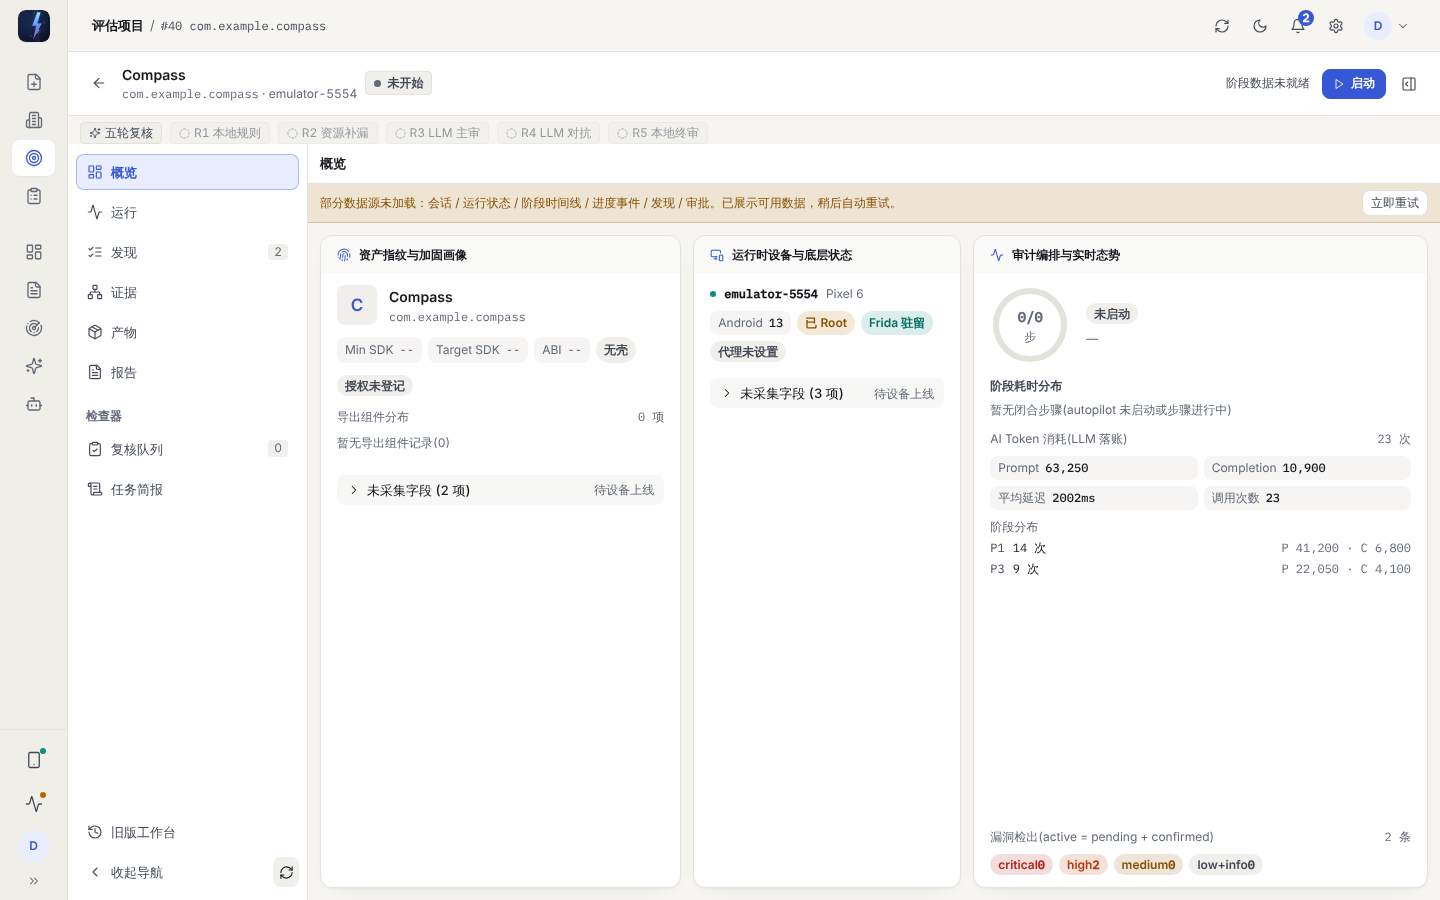 评估项目 / #40 com.example.compass
2
D
Compass
com.example.compass · emulator-5554
未开始
阶段数据未就绪
启动
五轮复核
R1 本地规则
R2 资源补漏
R3 LLM 主审
R4 LLM 对抗
R5 本地终审
概览
运行
发现 2
证据
产物
报告
检查器
复核队列 0
任务简报
旧版工作台
收起导航
D
概览
部分数据源未加载：会话 / 运行状态 / 阶段时间线 / 进度事件 / 发现 / 审批。已展示可用数据，稍后自动重试。
立即重试
资产指纹与加固画像
C
Compass
com.example.compass
Min SDK --
Target SDK --
ABI --
无壳
授权未登记
导出组件分布 0 项
暂无导出组件记录(0)
未采集字段 (2 项) 待设备上线
运行时设备与底层状态
emulator-5554 Pixel 6
Android 13
已 Root
Frida 驻留
代理未设置
未采集字段 (3 项) 待设备上线
审计编排与实时态势
0/0
步
未启动
—
阶段耗时分布
暂无闭合步骤(autopilot 未启动或步骤进行中)
AI Token 消耗(LLM 落账) 23 次
Prompt 63,250
Completion 10,900
平均延迟 2002ms
调用次数 23
阶段分布
P1 14 次 P 41,200 · C 6,800
P3 9 次 P 22,050 · C 4,100
漏洞检出(active = pending + confirmed) 2 条
critical0
high2
medium0
low+info0